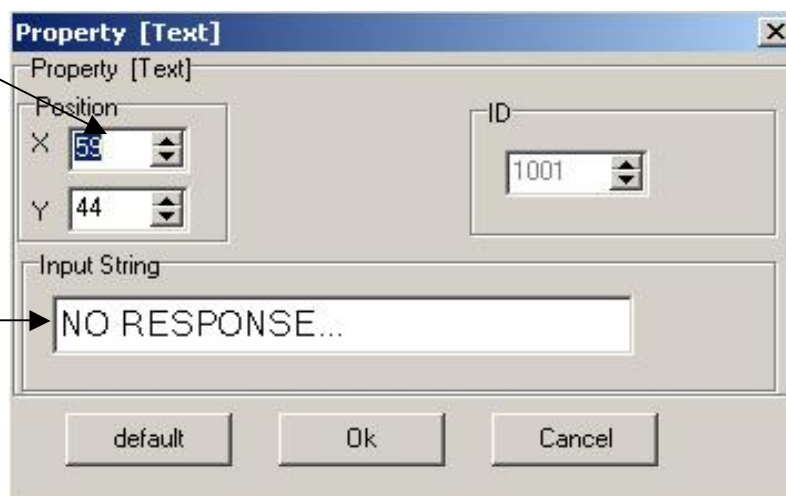 Property [Text]
Property [Text]
Position
ID
X 59
1001
Y 44
Input String
NO RESPONSE...
default Ok Cancel